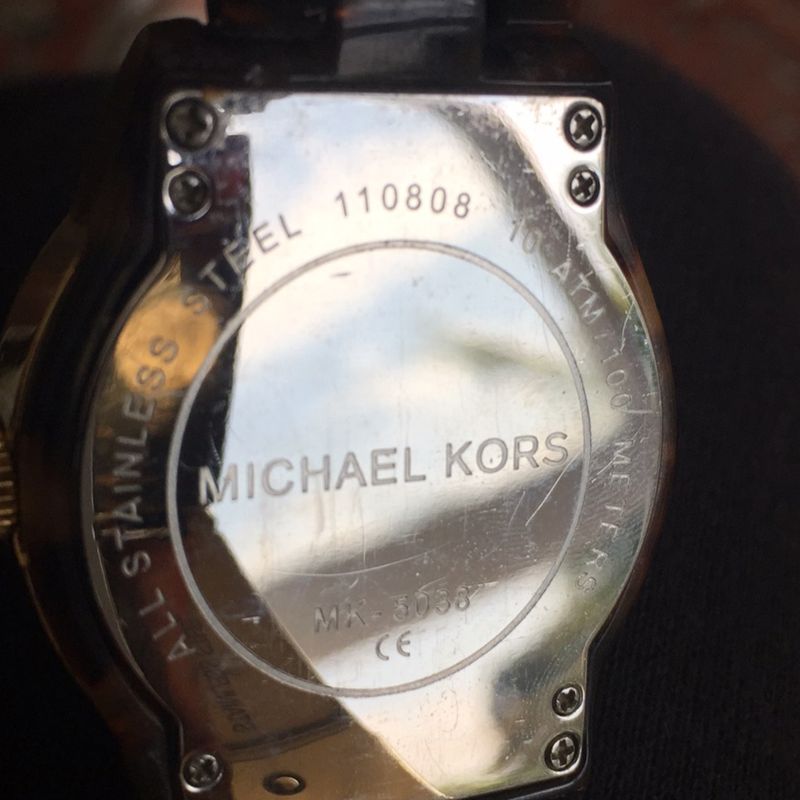 ALL STAINLESS STEEL 110808 10 ATM/100 METERS
MICHAEL KORS
MK-5038
CE